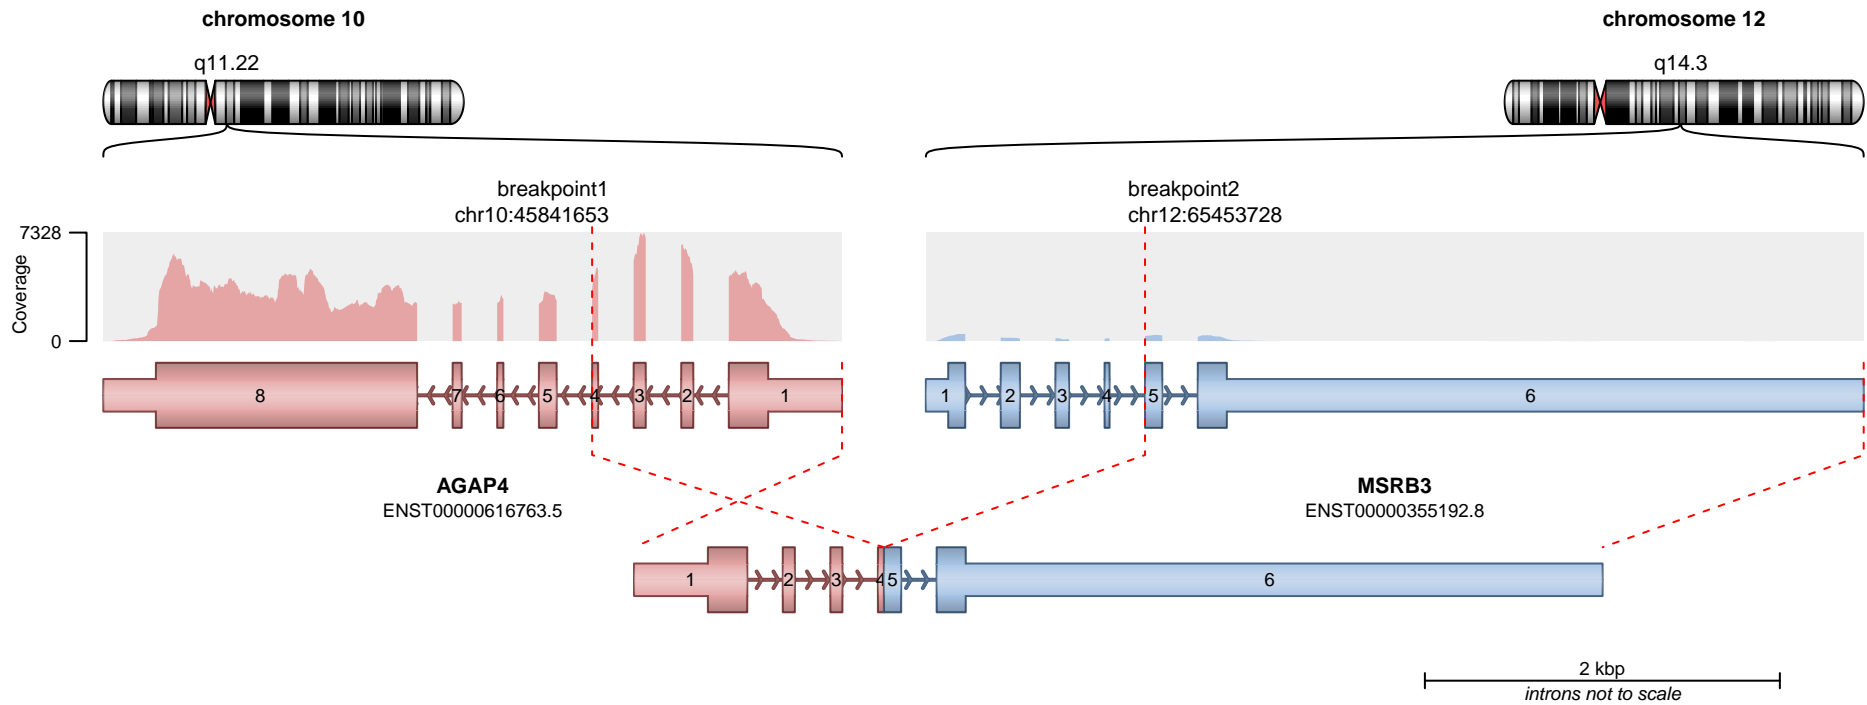 chromosome 10
chromosome 12
q11.22
q14.3
breakpoint1
chr10:45841653
breakpoint2
chr12:65453728
7328
Coverage
0
8 7 6 5 4 3 2 1
1 2 3 4 5 6
AGAP4
ENST00000616763.5
MSRB3
ENST00000355192.8
1 2 3 4 5 6
2 kbp
introns not to scale